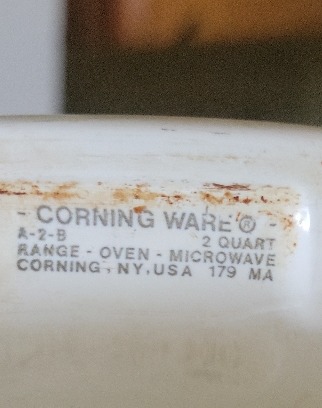 - CORNING WARE® -
A-2-B 2 QUART
RANGE - OVEN - MICROWAVE
CORNING, NY, USA 179 MA